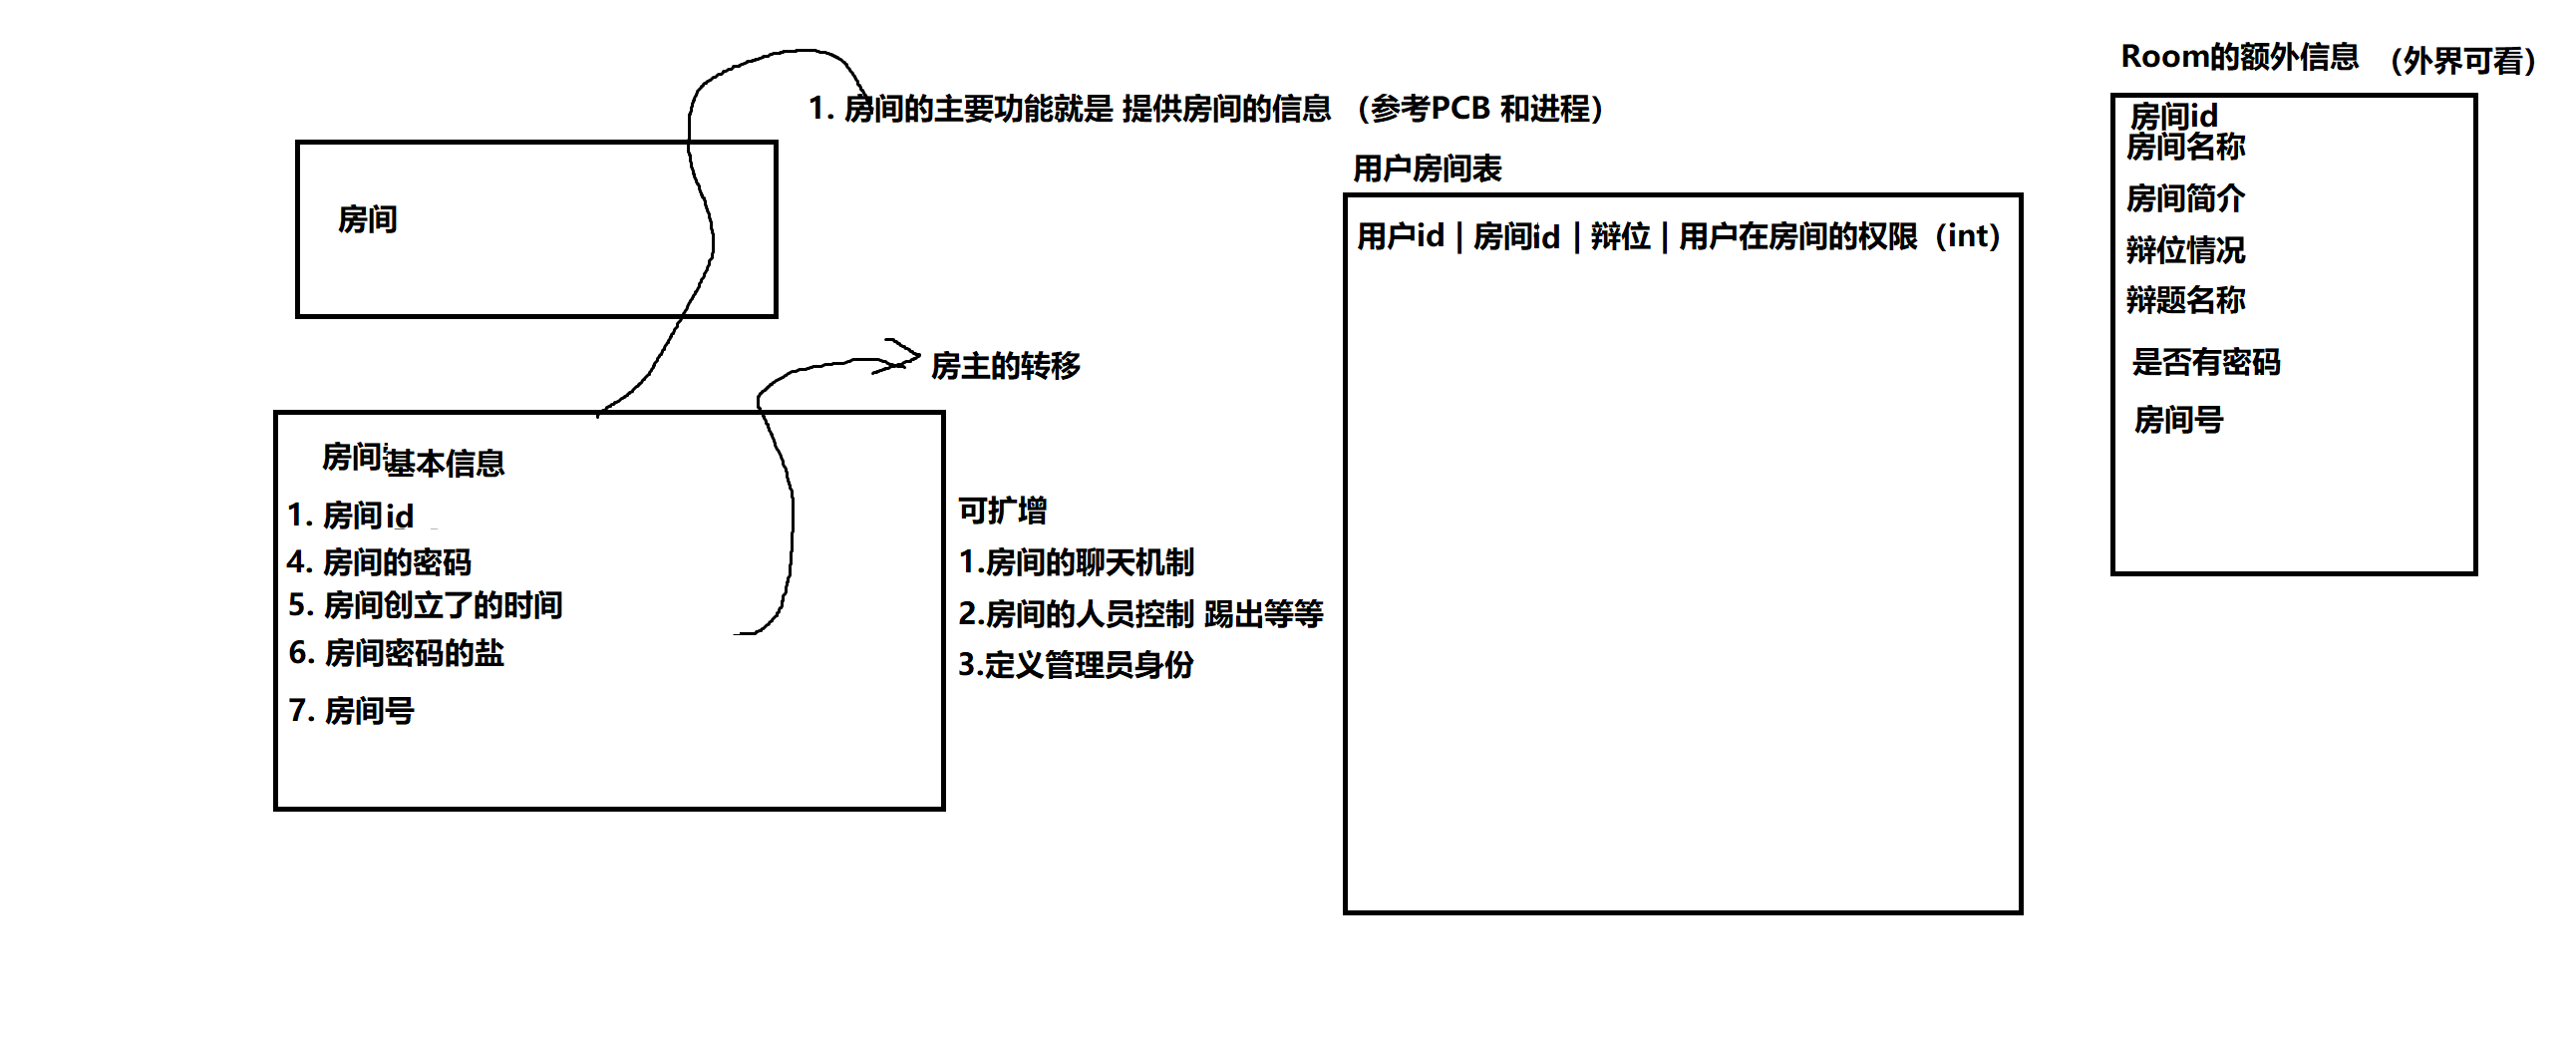 1. 房间的主要功能就是 提供房间的信息 （参考PCB 和进程）
房间
房主的转移
房间基本信息
1. 房间id
4. 房间的密码
5. 房间创立了的时间
6. 房间密码的盐
7. 房间号
可扩增
1.房间的聊天机制
2.房间的人员控制 踢出等等
3.定义管理员身份
用户房间表
用户id | 房间id | 辩位 | 用户在房间的权限（int）
Room的额外信息 （外界可看）
房间id
房间名称
房间简介
辩位情况
辩题名称
是否有密码
房间号